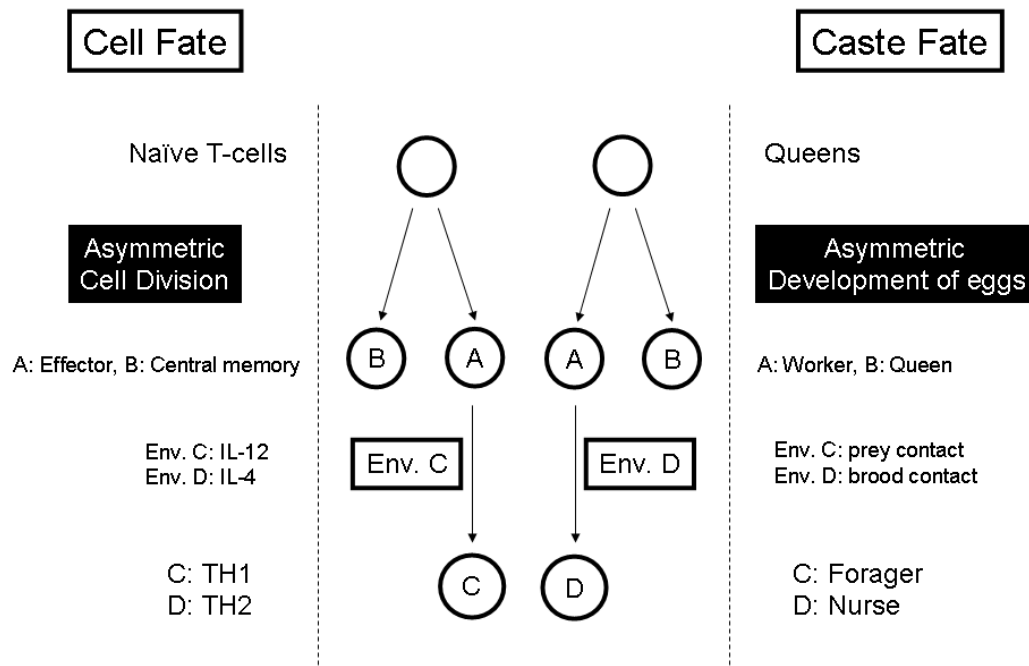 Cell Fate
Caste Fate
Naïve T-cells
Queens
Asymmetric
Cell Division
Asymmetric
Development of eggs
A: Effector, B: Central memory
B
A
A
B
A: Worker, B: Queen
Env. C: IL-12
Env. D: IL-4
Env. C
Env. D
Env. C: prey contact
Env. D: brood contact
C: TH1
D: TH2
C
D
C: Forager
D: Nurse